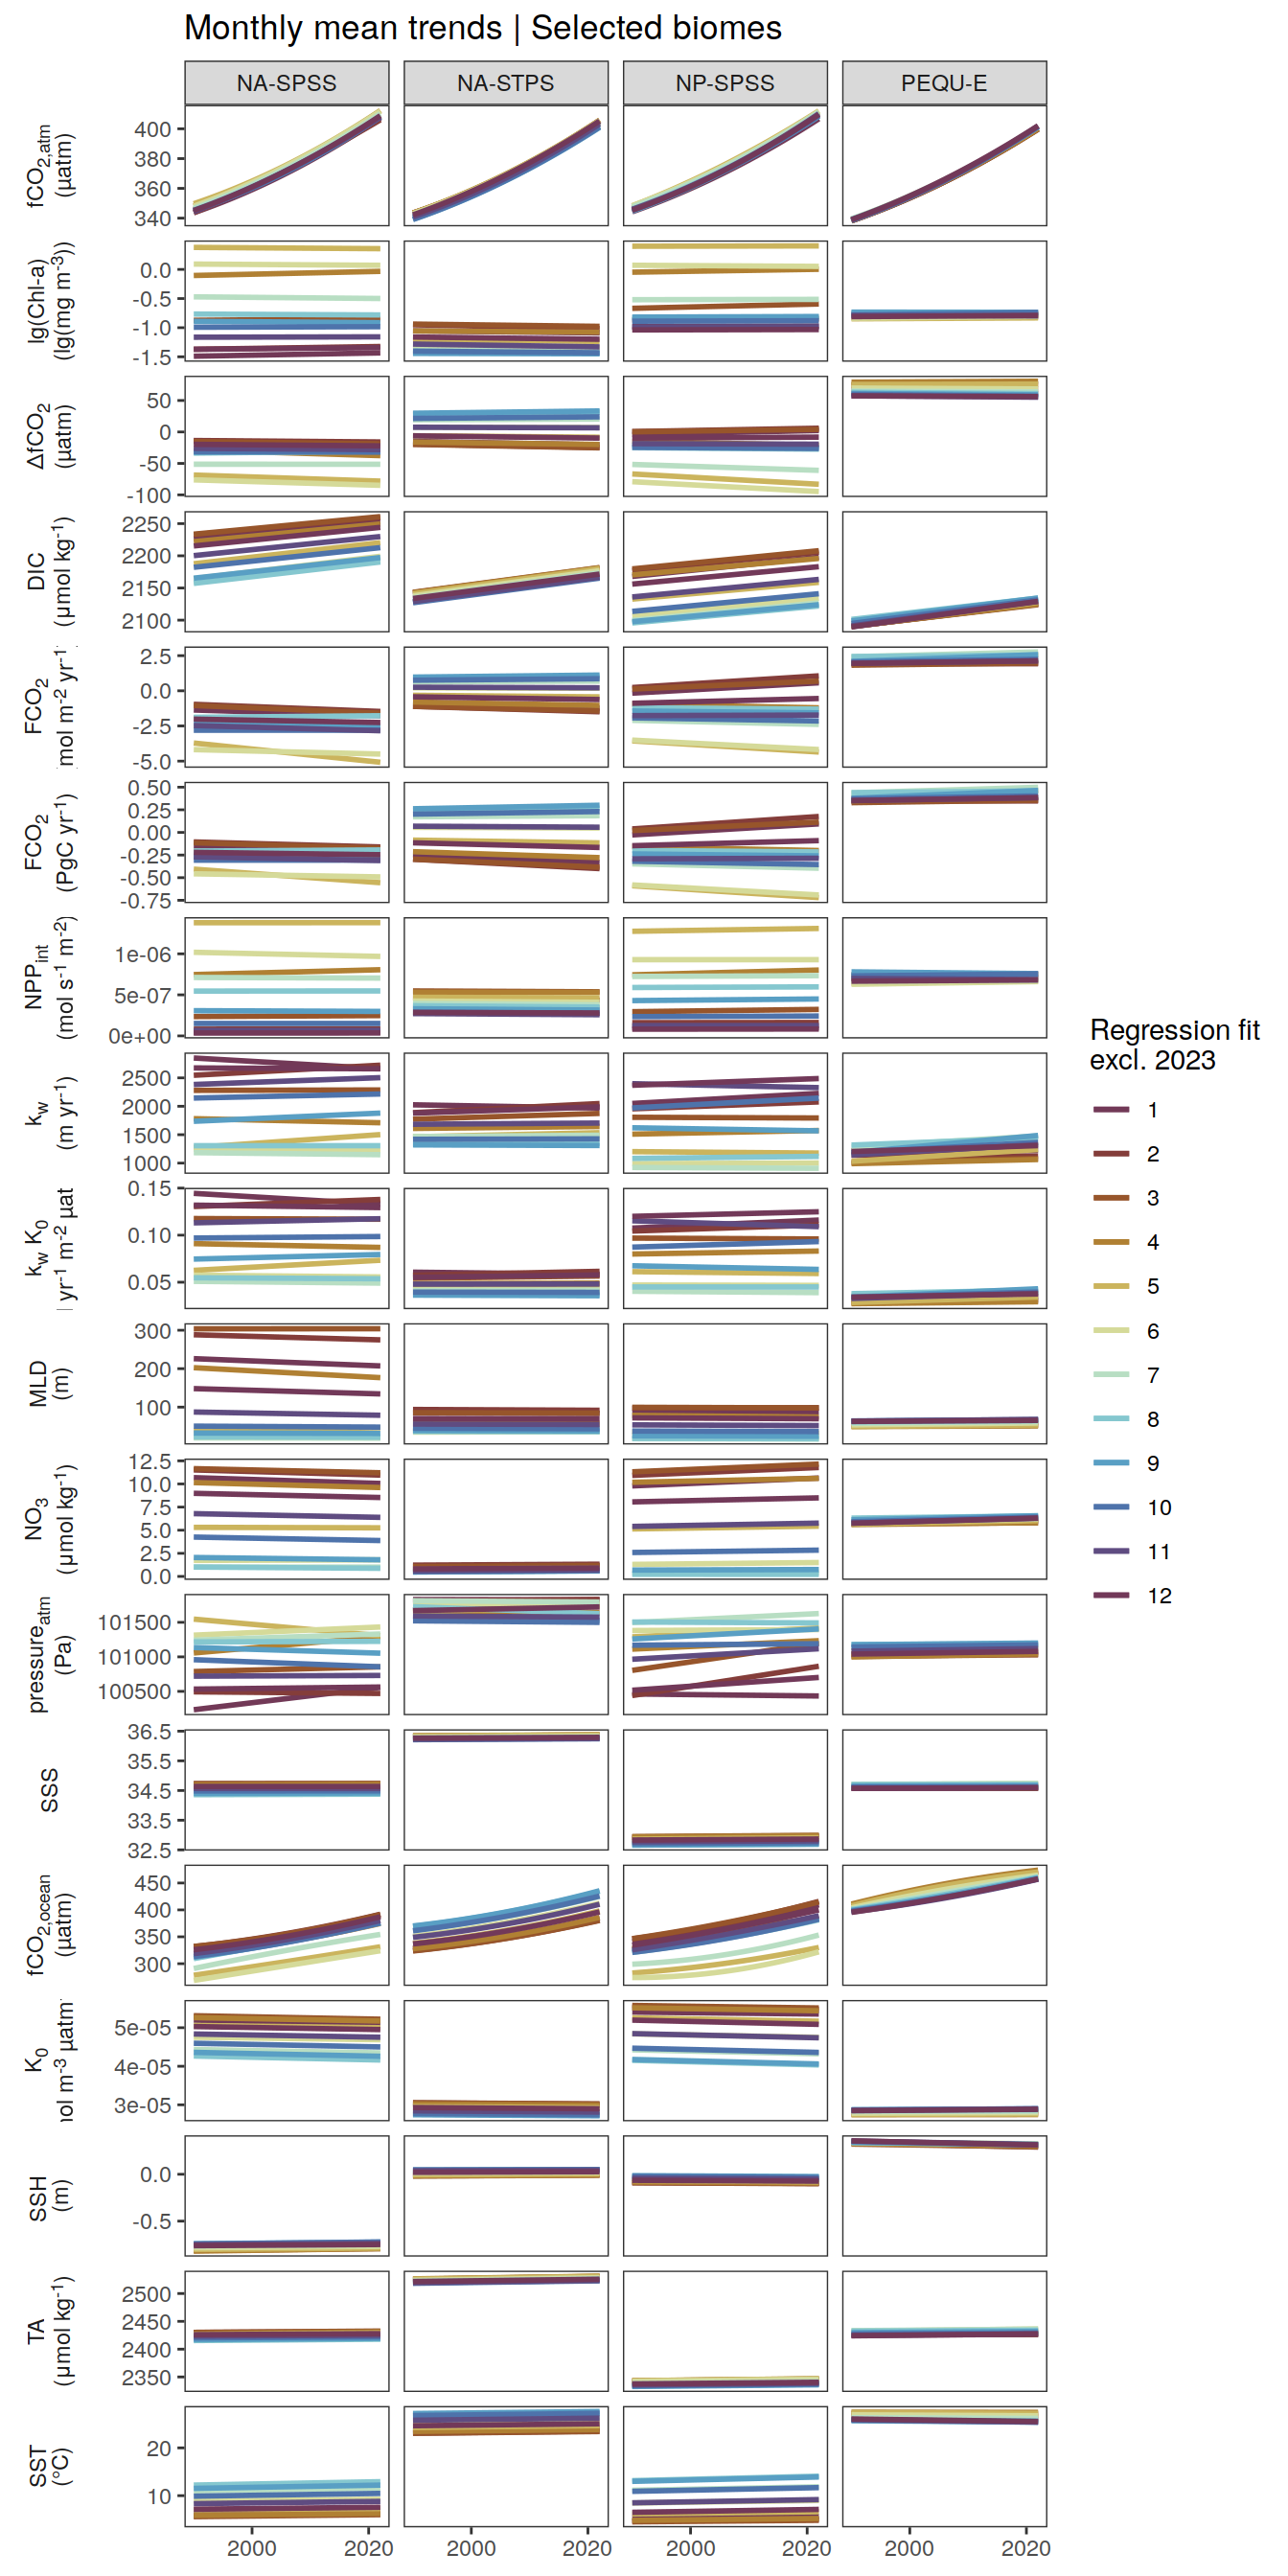 Monthly mean trends | Selected biomes
NA-SPSS NA-STPS NP-SPSS PEQU-E
fCO2,atm
(µatm)
400
380
360
340
lg(Chl-a)
(lg(mg m-3))
0.0
-0.5
-1.0
-1.5
ΔfCO2
(µatm)
50
0
-50
-100
DIC
(µmol kg-1)
2250
2200
2150
2100
FCO2
mol m-2 yr-1
2.5
0.0
-2.5
-5.0
FCO2
(PgC yr-1)
0.50
0.25
0.00
-0.25
-0.50
-0.75
NPPint
(mol s-1 m-2)
1e-06
5e-07
0e+00
kw
(m yr-1)
2500
2000
1500
1000
kw K0
yr-1 m-2 µat
0.15
0.10
0.05
MLD
(m)
300
200
100
NO3
(µmol kg-1)
12.5
10.0
7.5
5.0
2.5
0.0
pressureatm
(Pa)
101500
101000
100500
SSS
36.5
35.5
34.5
33.5
32.5
fCO2,ocean
(µatm)
450
400
350
300
K0
ol m-3 µatm
5e-05
4e-05
3e-05
SSH
(m)
0.0
-0.5
TA
(µmol kg-1)
2500
2450
2400
2350
SST
(°C)
20
10
2000 2020 2000 2020 2000 2020 2000 2020
Regression fit
excl. 2023
1
2
3
4
5
6
7
8
9
10
11
12